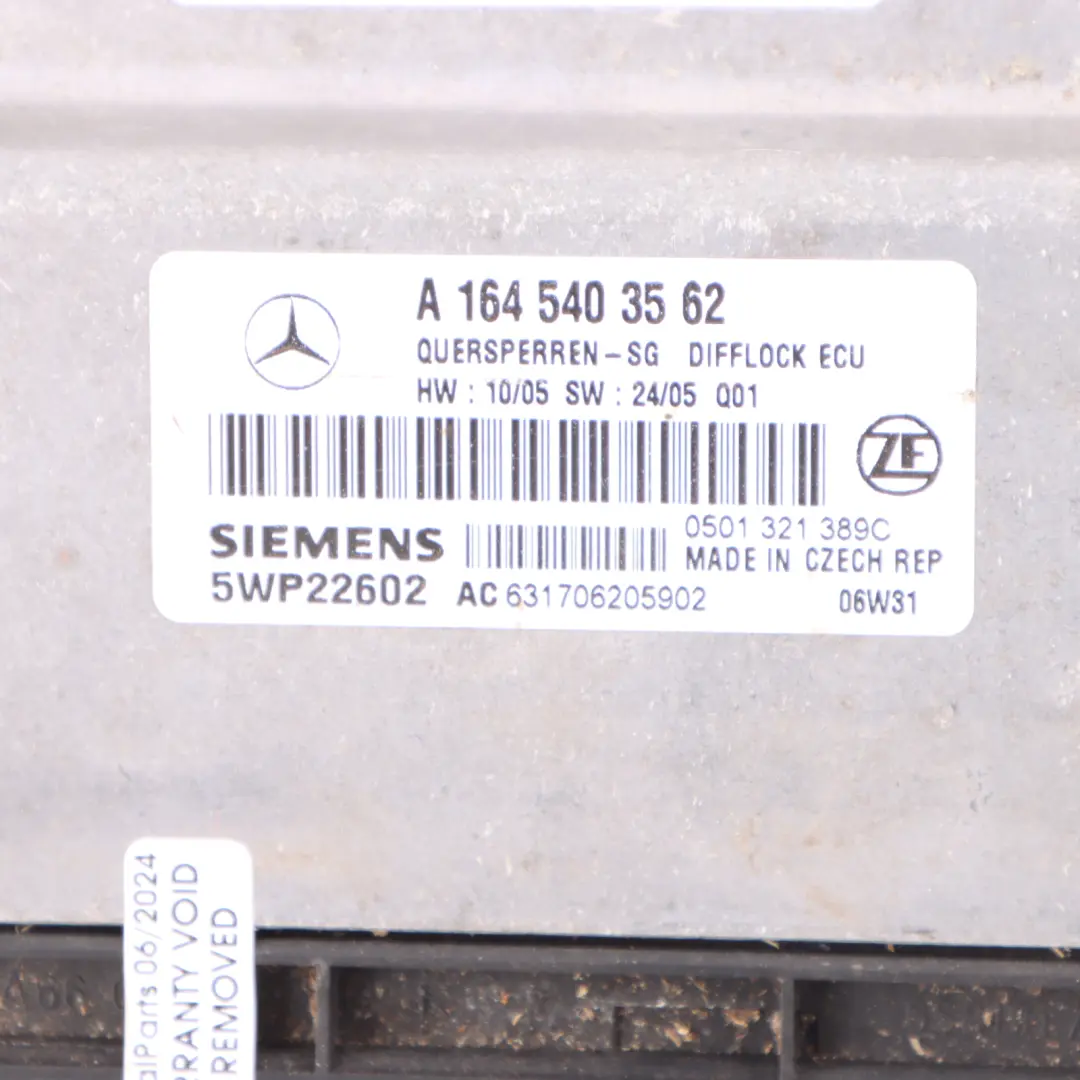 A 164 540 35 62
QUERSPERREN-SG DIFFLOCK ECU
HW : 10/05 SW : 24/05 Q01
ZF
SIEMENS
0501 321 389C
MADE IN CZECH REP
5WP22602
AC 631706205902
06W31
Parts 06/2024
VOID
REMOVED